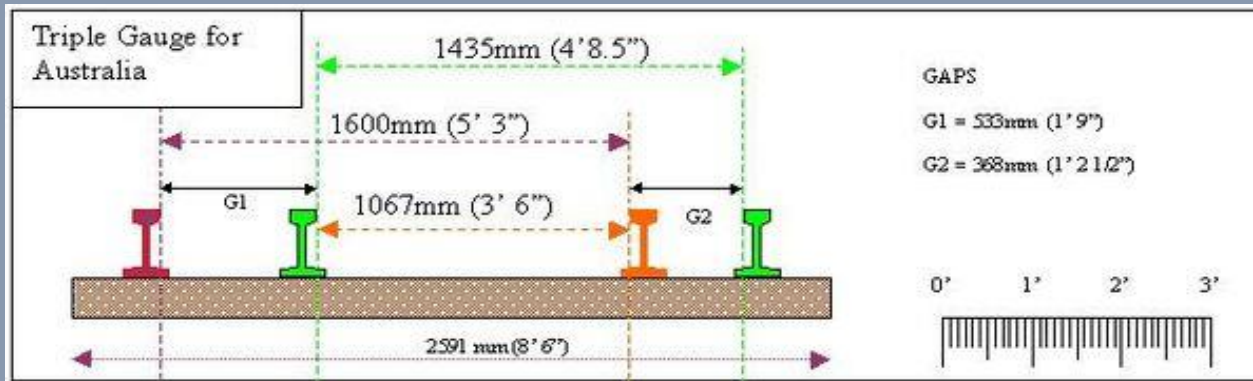 Triple Gauge for
Australia
1435mm (4’8.5”)
1600mm (5’ 3”)
G1
1067mm (3’ 6”)
G2
2591 mm (8’ 6”)
GAPS
G1 = 533mm (1’ 9”)
G2 = 368mm (1’ 2 1/2”)
0’ 1’ 2’ 3’